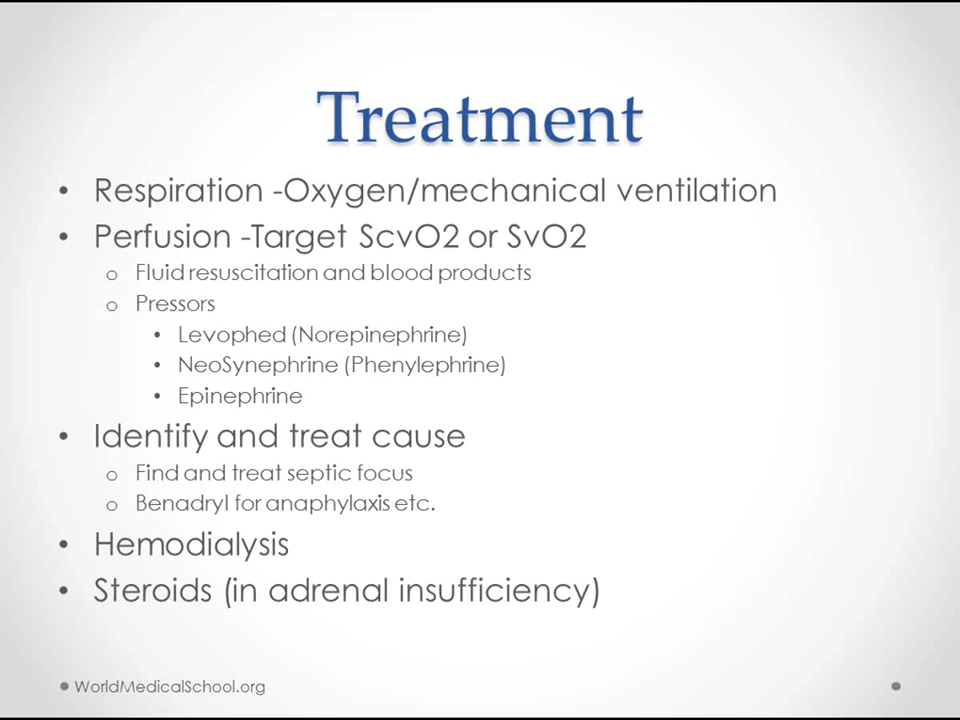 Treatment
• Respiration -Oxygen/mechanical ventilation
• Perfusion -Target ScvO2 or SvO2
o Fluid resuscitation and blood products
o Pressors
• Levophed (Norepinephrine)
• NeoSynephrine (Phenylephrine)
• Epinephrine
• Identify and treat cause
o Find and treat septic focus
o Benadryl for anaphylaxis etc.
• Hemodialysis
• Steroids (in adrenal insufficiency)
WorldMedicalSchool.org